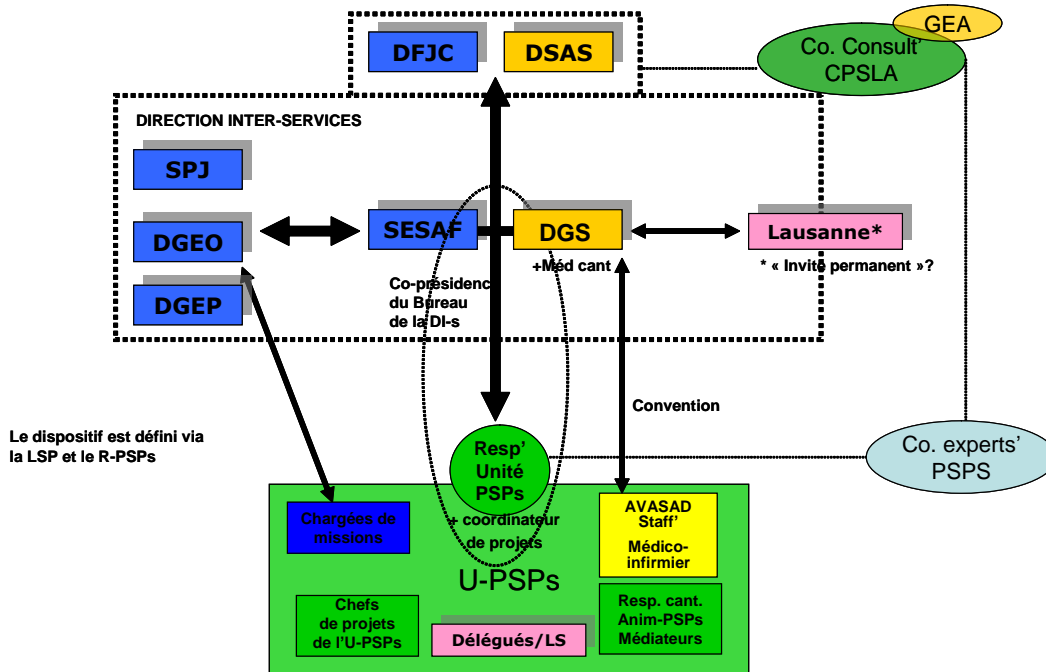 GEA
DFJC
DSAS
Co. Consult'
CPSLA
DIRECTION INTER-SERVICES
SPJ
DGEO
SESAF
DGS
Lausanne*
+Méd cant
* « Invité permanent »?
DGEP
Co-présidenc
du Bureau
de la DI-s
Convention
Le dispositif est défini via
la LSP et le R-PSPs
Resp'
Unité
PSPs
Co. experts'
PSPS
Chargées de
missions
+ coordinateur
de projets
AVASAD
Staff'
Médico-
infirmier
U-PSPs
Chefs
de projets
de l'U-PSPs
Délégués/LS
Resp. cant.
Anim-PSPs
Médiateurs